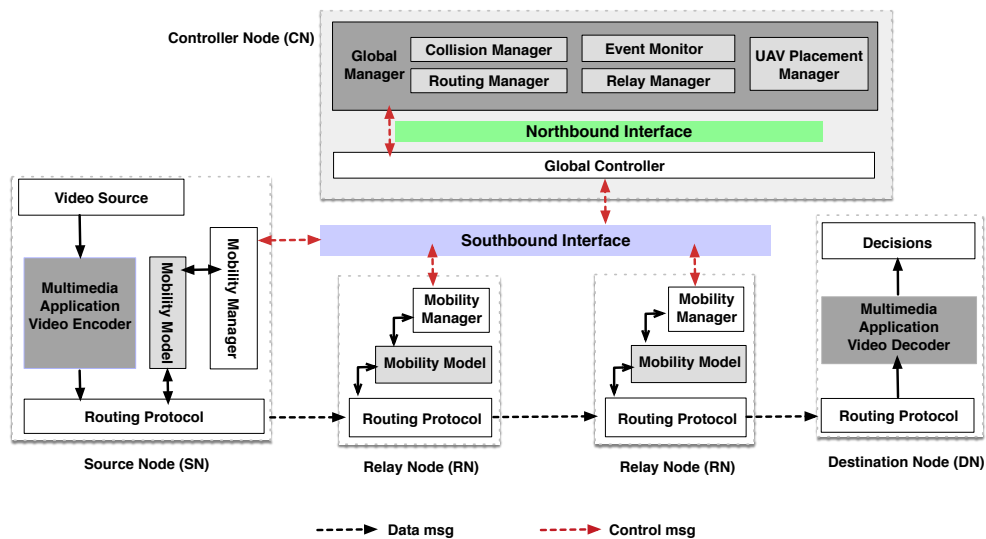 Controller Node (CN)
Global
Manager
Collision Manager
Event Monitor
UAV Placement
Manager
Routing Manager
Relay Manager
Northbound Interface
Global Controller
Video Source
Multimedia
Application
Video Encoder
Mobility Model
Mobility Manager
Routing Protocol
Source Node (SN)
Southbound Interface
Mobility
Manager
Mobility Model
Routing Protocol
Relay Node (RN)
Mobility
Manager
Mobility Model
Routing Protocol
Relay Node (RN)
Decisions
Multimedia
Application
Video Decoder
Routing Protocol
Destination Node (DN)
Data msg
Control msg